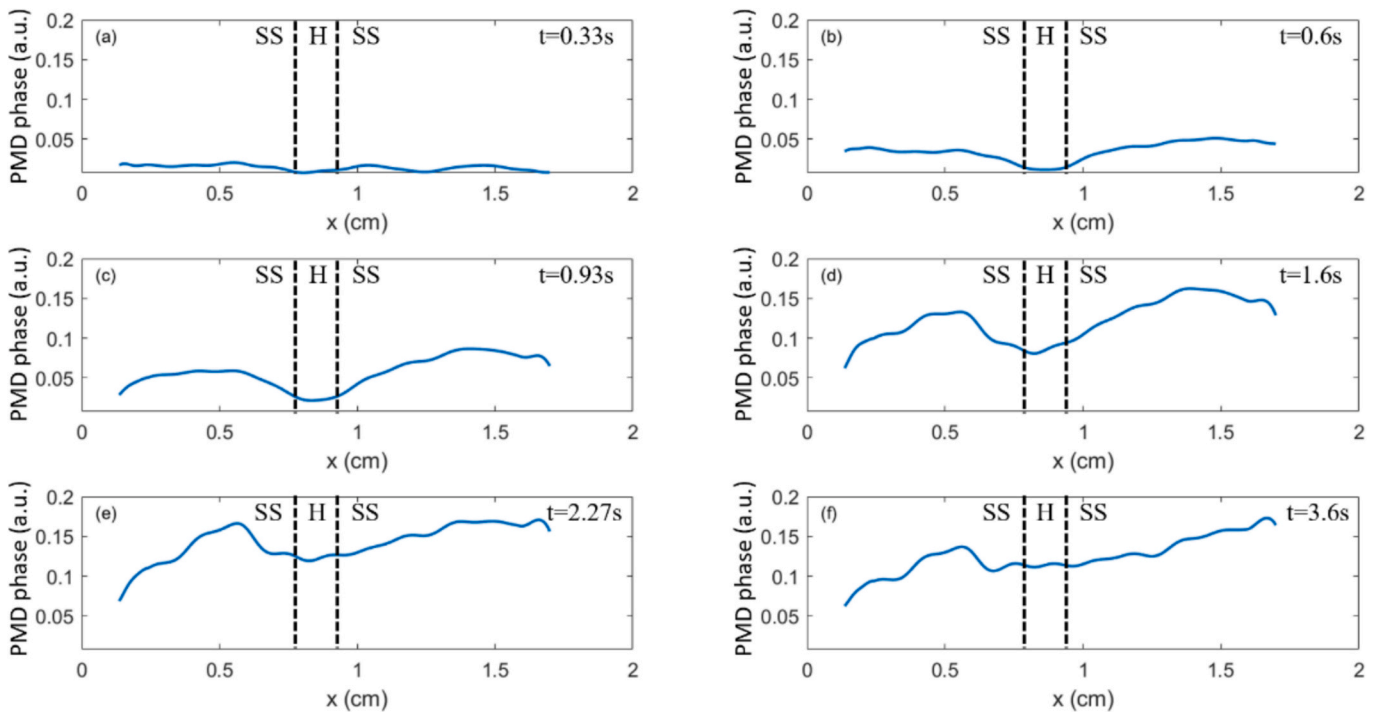 (a) SS H SS t=0.33s
PMD phase (a.u.)
0.2
0.15
0.1
0.05
0 0.5 1 1.5 2
x (cm)
(b) SS H SS t=0.6s
PMD phase (a.u.)
0.2
0.15
0.1
0.05
0 0.5 1 1.5 2
x (cm)
(c) SS H SS t=0.93s
PMD phase (a.u.)
0.2
0.15
0.1
0.05
0 0.5 1 1.5 2
x (cm)
(d) SS H SS t=1.6s
PMD phase (a.u.)
0.2
0.15
0.1
0.05
0 0.5 1 1.5 2
x (cm)
(e) SS H SS t=2.27s
PMD phase (a.u.)
0.2
0.15
0.1
0.05
0 0.5 1 1.5 2
x (cm)
(f) SS H SS t=3.6s
PMD phase (a.u.)
0.2
0.15
0.1
0.05
0 0.5 1 1.5 2
x (cm)